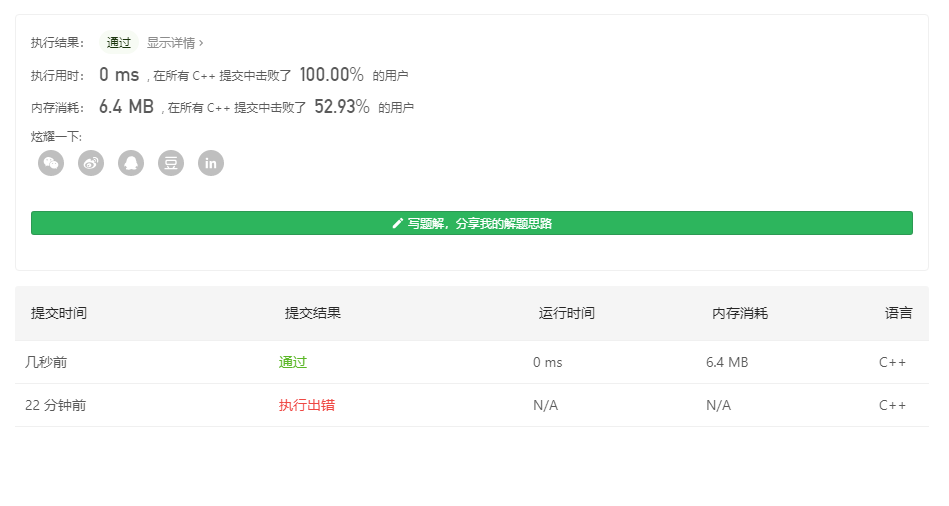 执行结果： 通过 显示详情 ›
执行用时： 0 ms , 在所有 C++ 提交中击败了 100.00% 的用户
内存消耗： 6.4 MB , 在所有 C++ 提交中击败了 52.93% 的用户
炫耀一下:
豆 in
写题解，分享我的解题思路
提交时间 提交结果 运行时间 内存消耗 语言
几秒前 通过 0 ms 6.4 MB C++
22 分钟前 执行出错 N/A N/A C++